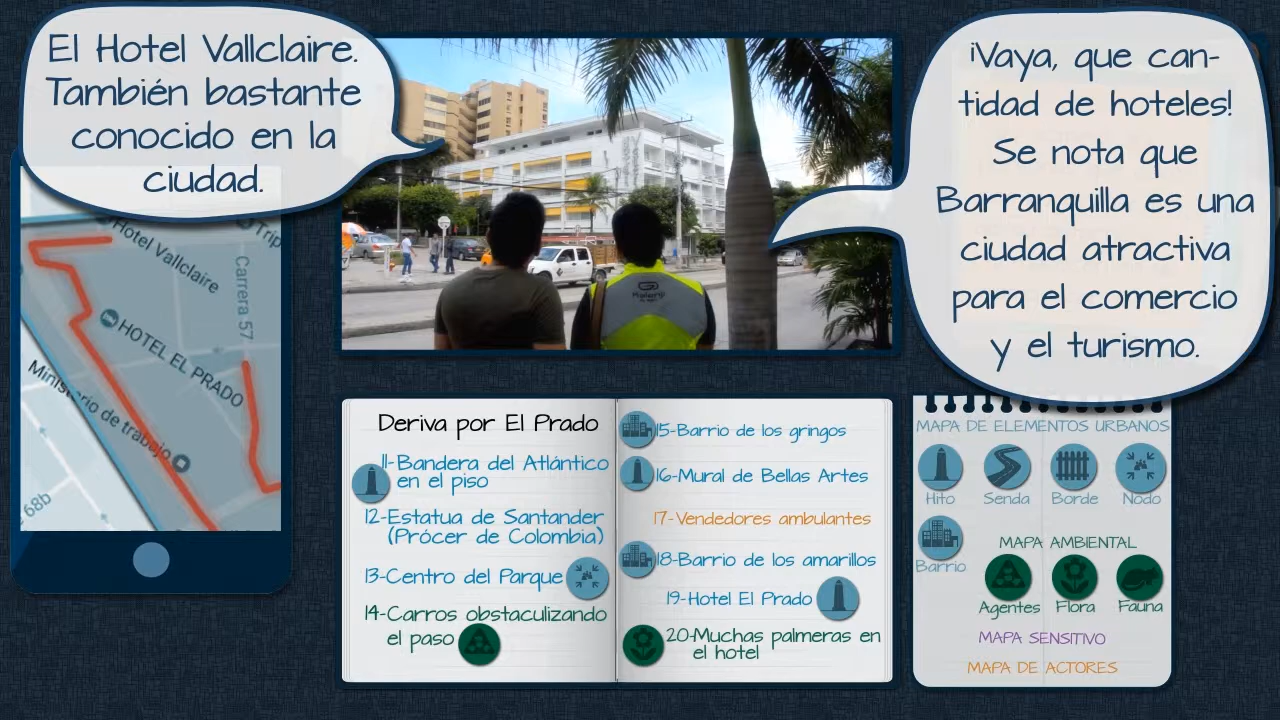 El Hotel Vallclaire.
También bastante
conocido en la
ciudad.
¡Vaya, que can-
tidad de hoteles!
Se nota que
Barranquilla es una
ciudad atractiva
para el comercio
y el turismo.
Hotel Vallclaire
Trip
Carrera 57
HOTEL EL PRADO
Ministerio de trabajo
68b
Deriva por El Prado
11-Bandera del Atlántico
en el piso
12-Estatua de Santander
(Prócer de Colombia)
13-Centro del Parque
14-Carros obstaculizando
el paso
15-Barrio de los gringos
16-Mural de Bellas Artes
17-Vendedores ambulantes
18-Barrio de los amarillos
19-Hotel El Prado
20-Muchas palmeras en
el hotel
MAPA DE ELEMENTOS URBANOS
Hito Senda Borde Nodo
Barrio
MAPA AMBIENTAL
Agentes Flora Fauna
MAPA SENSITIVO
MAPA DE ACTORES